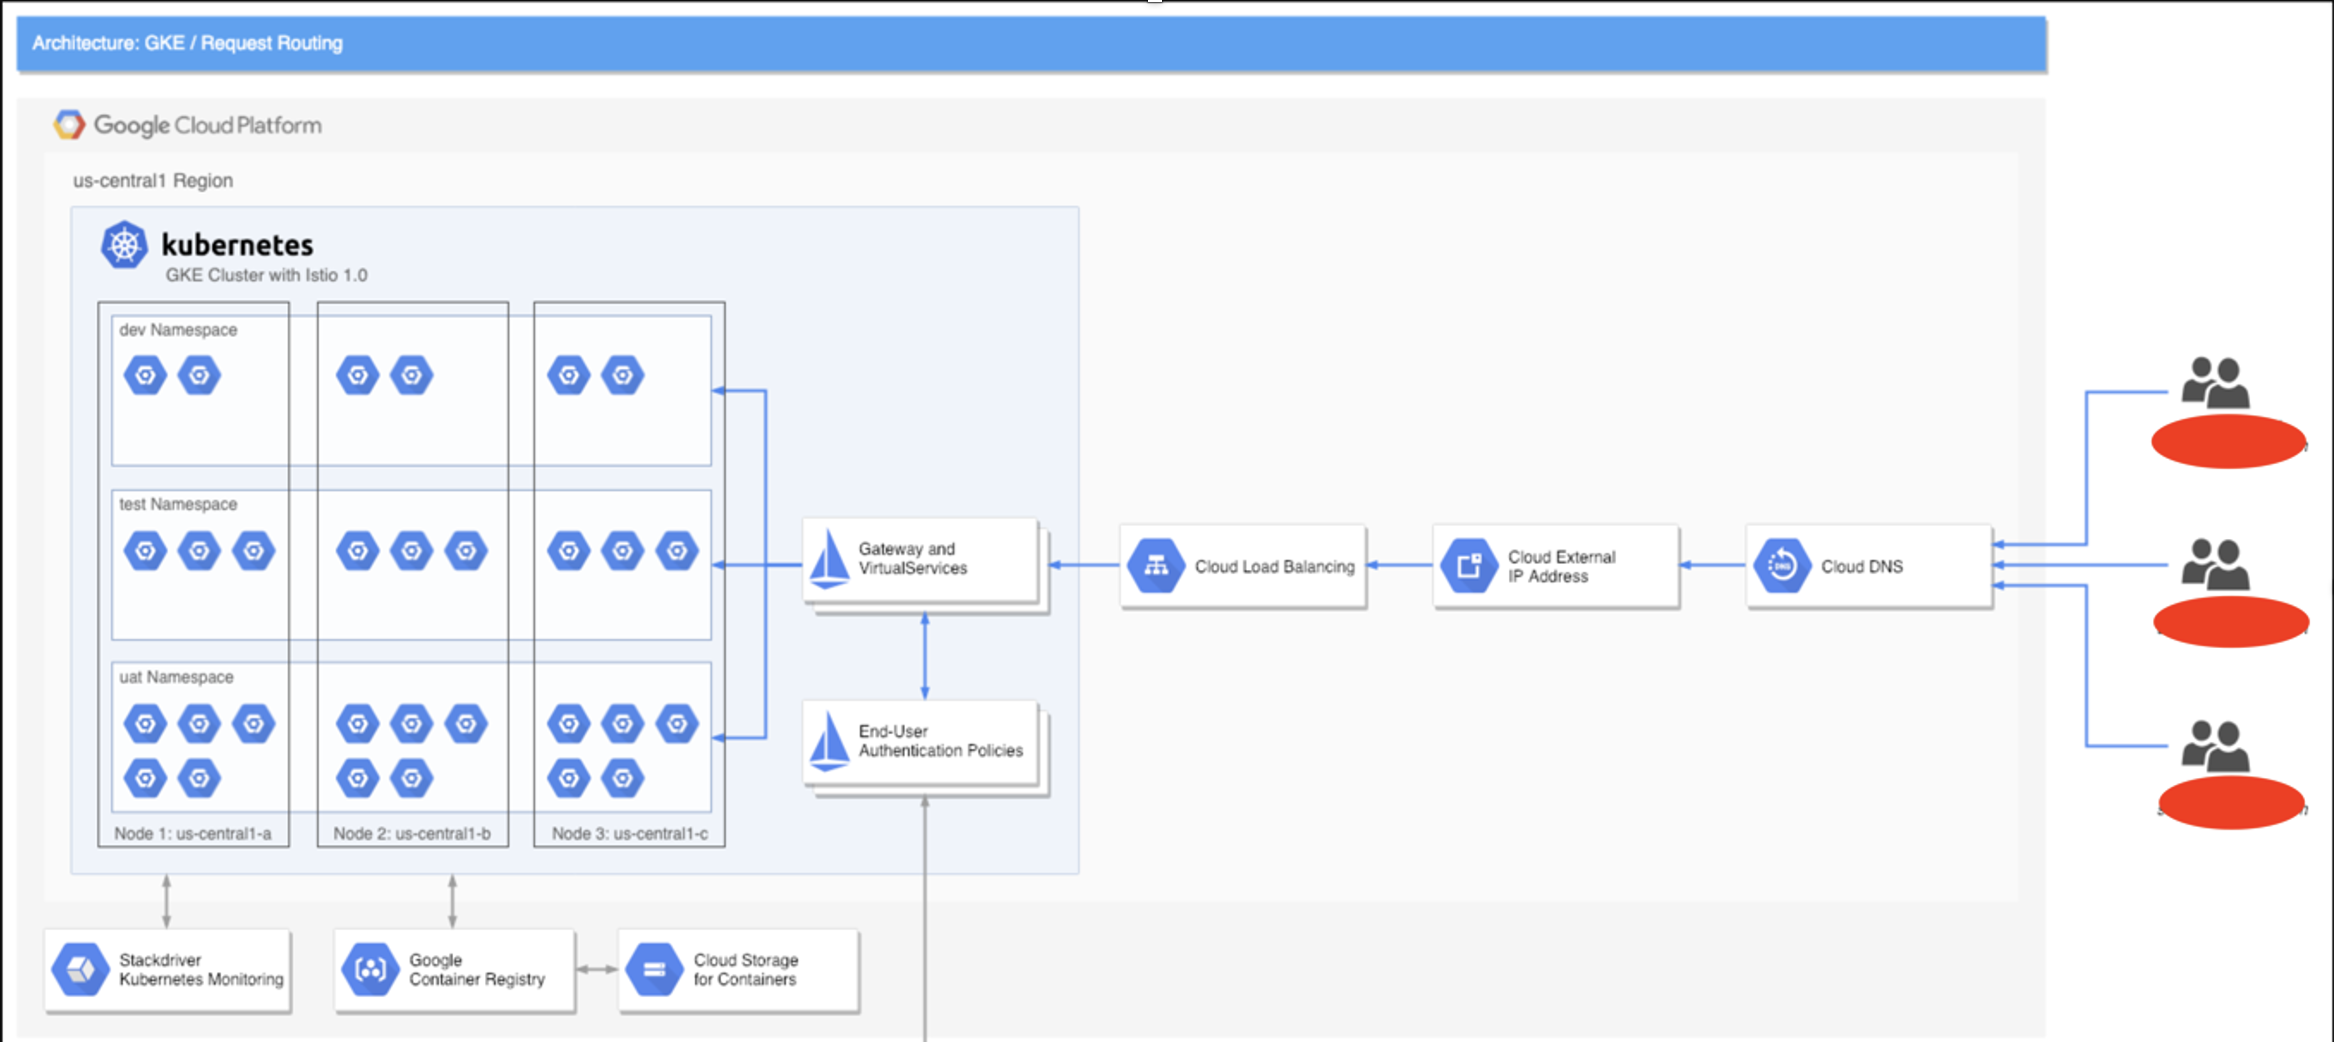 Architecture: GKE / Request Routing
Google Cloud Platform
us-central1 Region
kubernetes
GKE Cluster with Istio 1.0
dev Namespace
test Namespace
uat Namespace
Node 1: us-central1-a
Node 2: us-central1-b
Node 3: us-central1-c
Gateway and
VirtualServices
End-User
Authentication Policies
Cloud Load Balancing
Cloud External
IP Address
DNS
Cloud DNS
Stackdriver
Kubernetes Monitoring
Google
Container Registry
Cloud Storage
for Containers